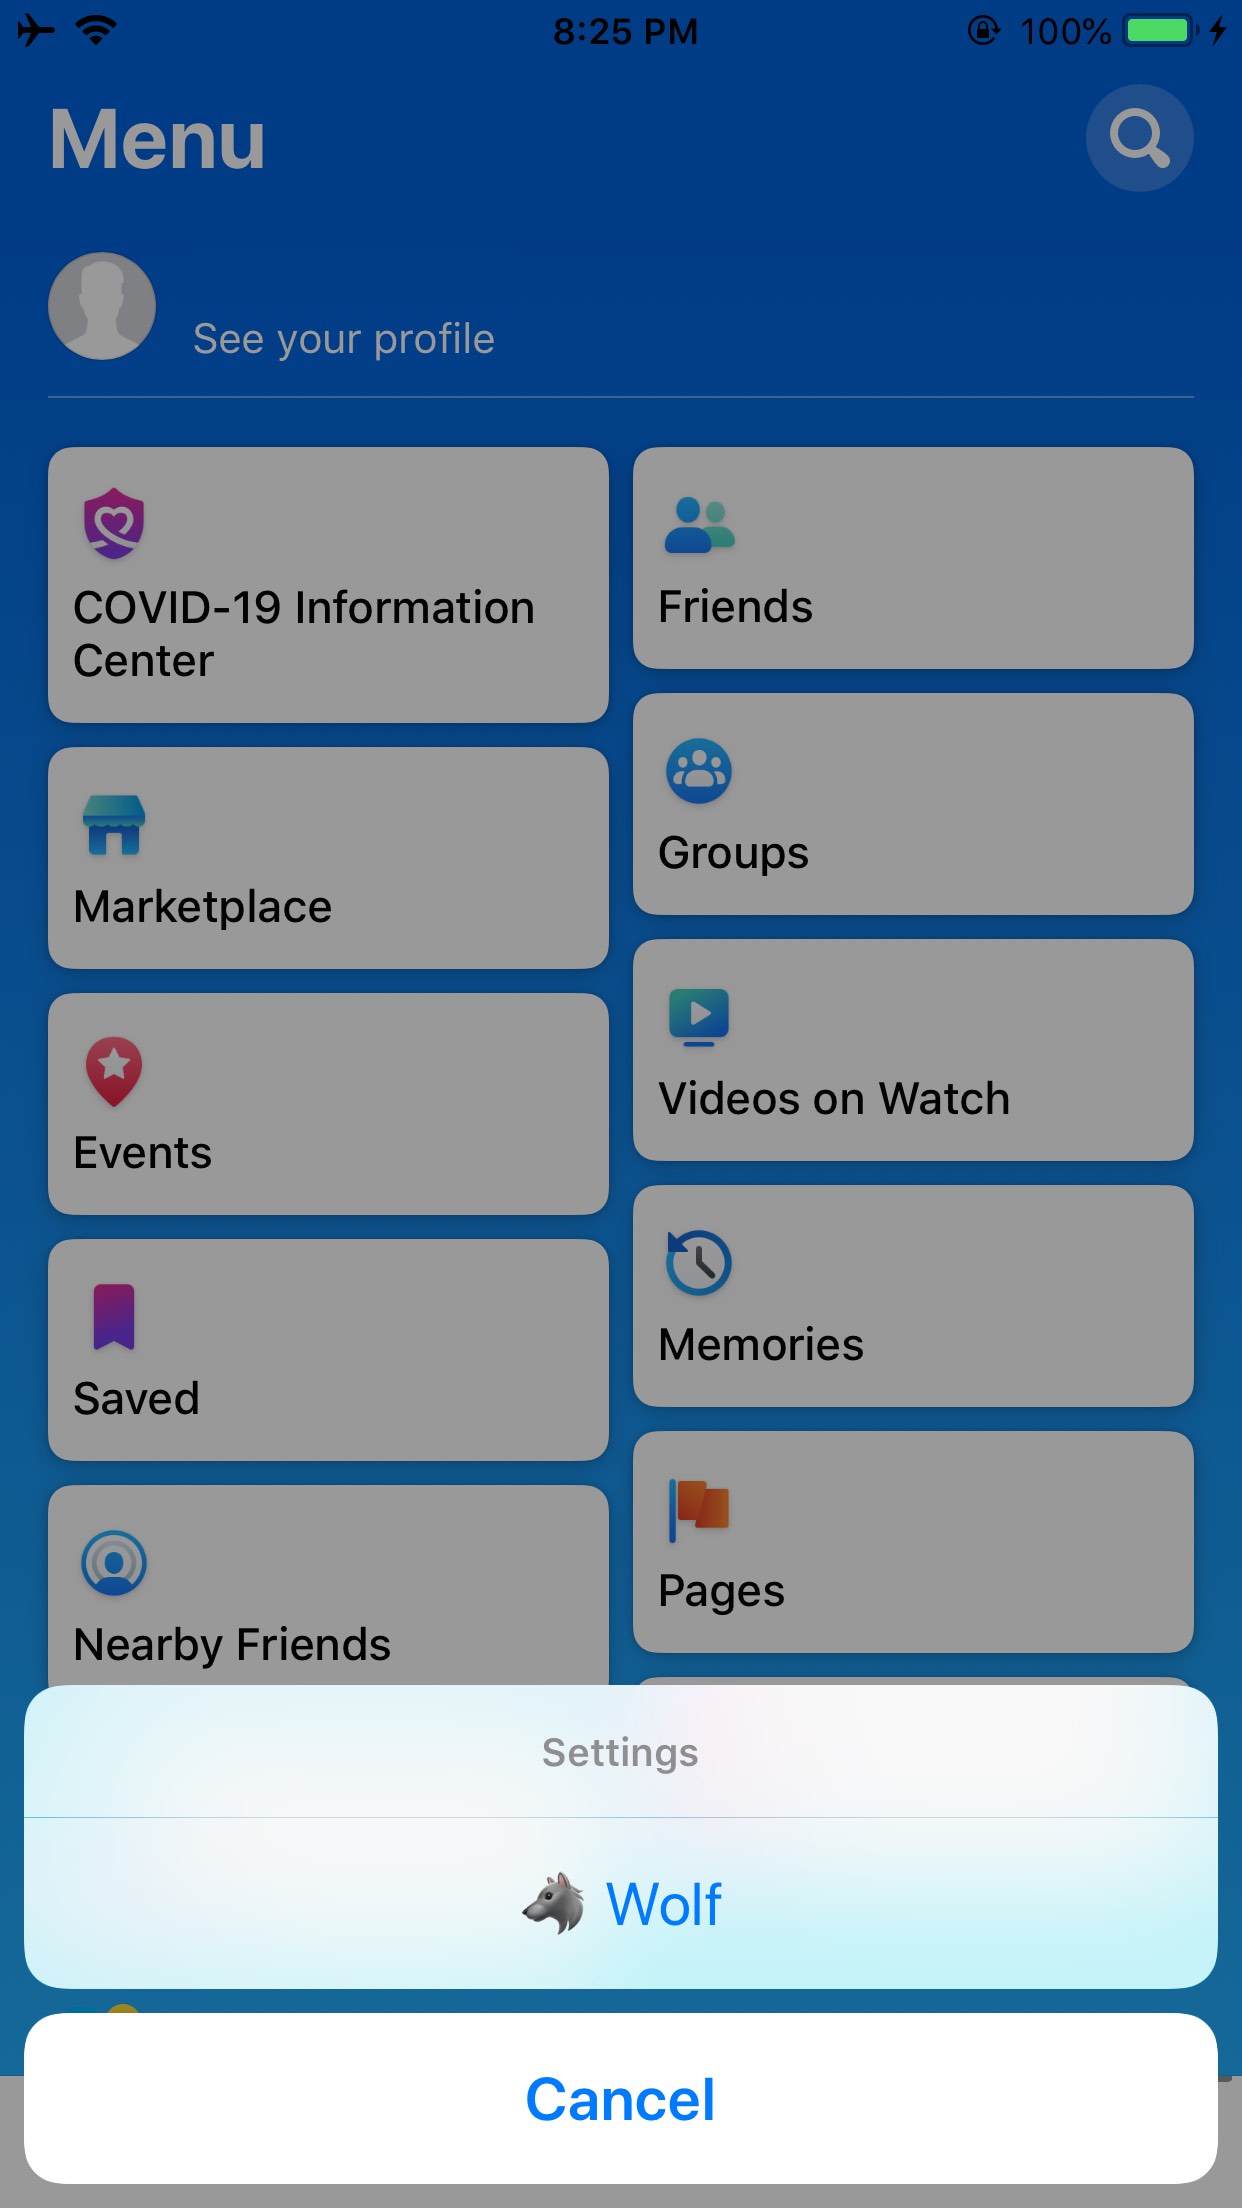 8:25 PM
100%
Menu
See your profile
COVID-19 Information
Center
Friends
Marketplace
Groups
Events
Videos on Watch
Saved
Memories
Nearby Friends
Pages
Settings
🐺 Wolf
Cancel